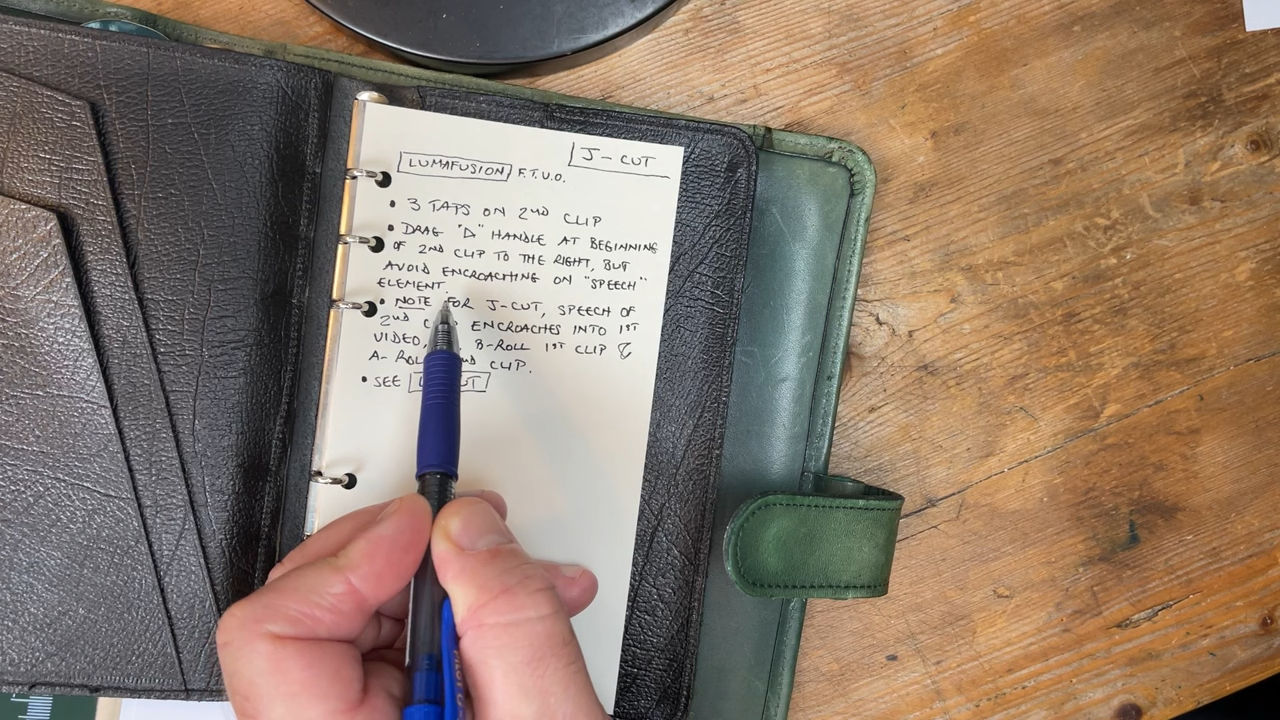 J-CUT
LUMAFUSION F.T.V.O.
• 3 TAPS ON 2ND CLIP
• DRAG "D" HANDLE AT BEGINNING
OF 2ND CLIP TO THE RIGHT, BUT
AVOID ENCROACHING ON "SPEECH"
ELEMENT.
• NOTE FOR J-CUT, SPEECH OF
2ND ENCROACHES INTO 1ST
VIDEO, B-ROLL 1ST CLIP &
A-ROLL CLIP.
• SEE